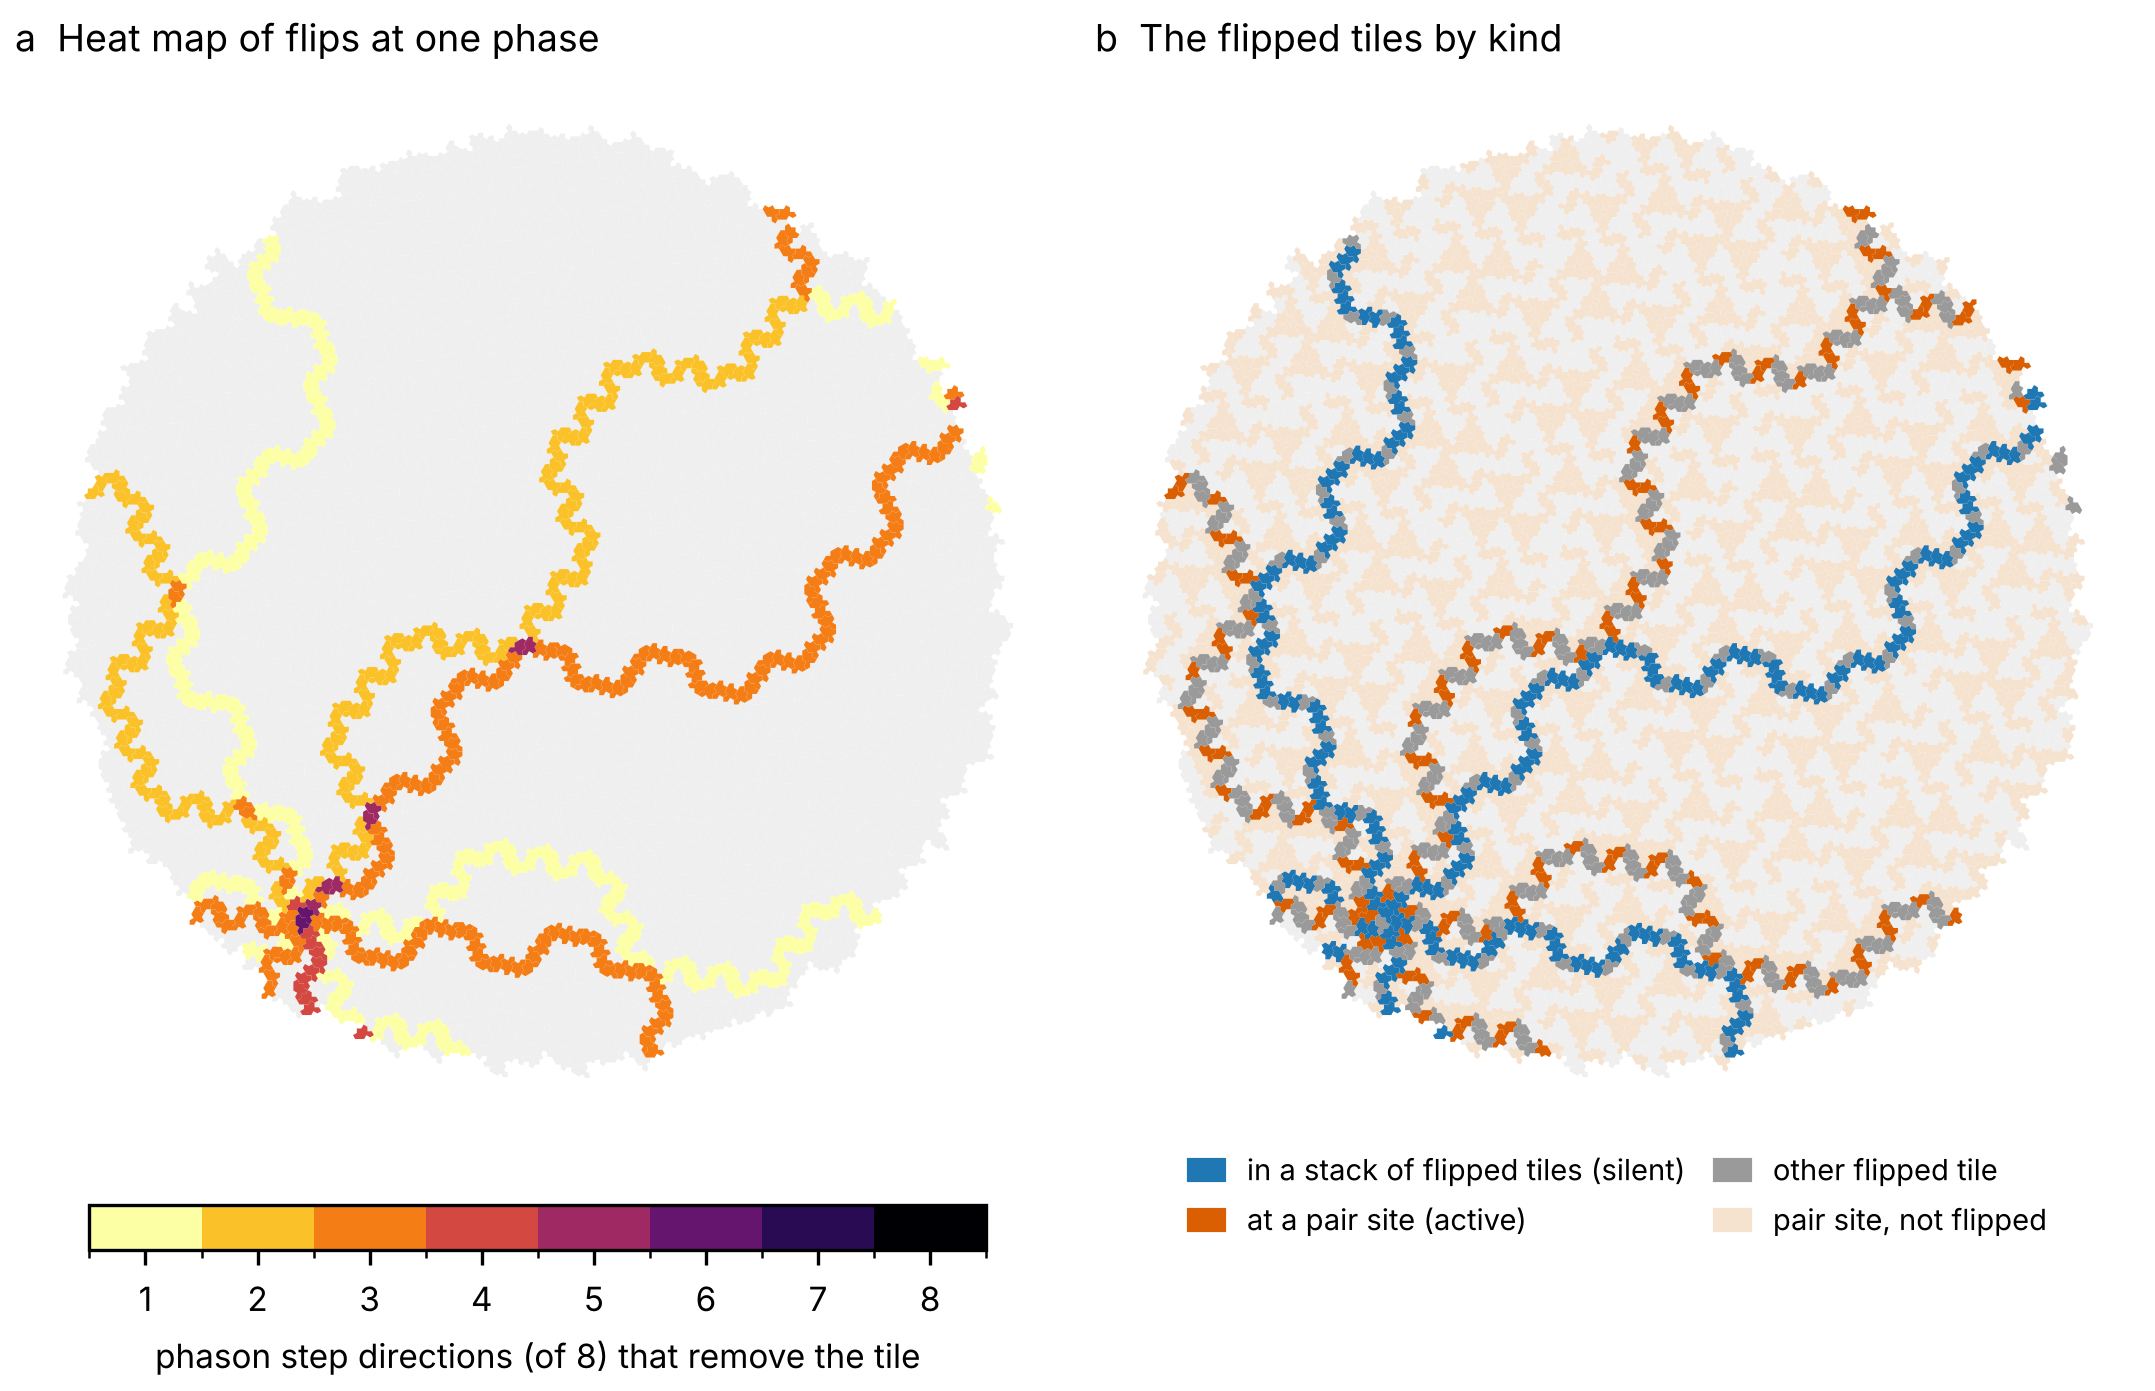 a Heat map of flips at one phase
b The flipped tiles by kind
in a stack of flipped tiles (silent)
other flipped tile
at a pair site (active)
pair site, not flipped
1 2 3 4 5 6 7 8
phason step directions (of 8) that remove the tile